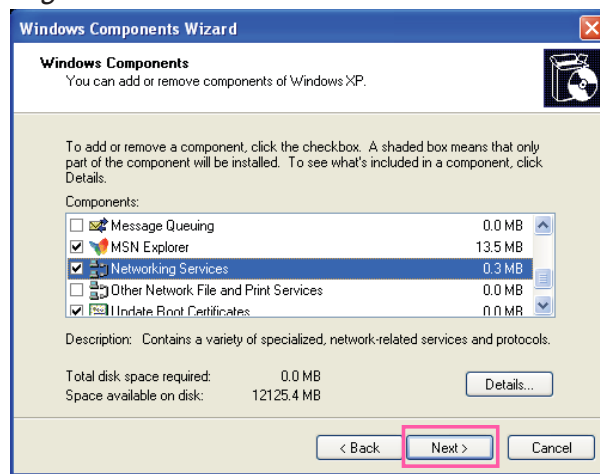 Windows Components Wizard
Windows Components
You can add or remove components of Windows XP.
To add or remove a component, click the checkbox. A shaded box means that only
part of the component will be installed. To see what's included in a component, click
Details.
Components:
Message Queuing 0.0 MB
MSN Explorer 13.5 MB
Networking Services 0.3 MB
Other Network File and Print Services 0.0 MB
Update Root Certificates 0.0 MB
Description: Contains a variety of specialized, network-related services and protocols.
Total disk space required: 0.0 MB
Space available on disk: 12125.4 MB
Details...
< Back Next > Cancel